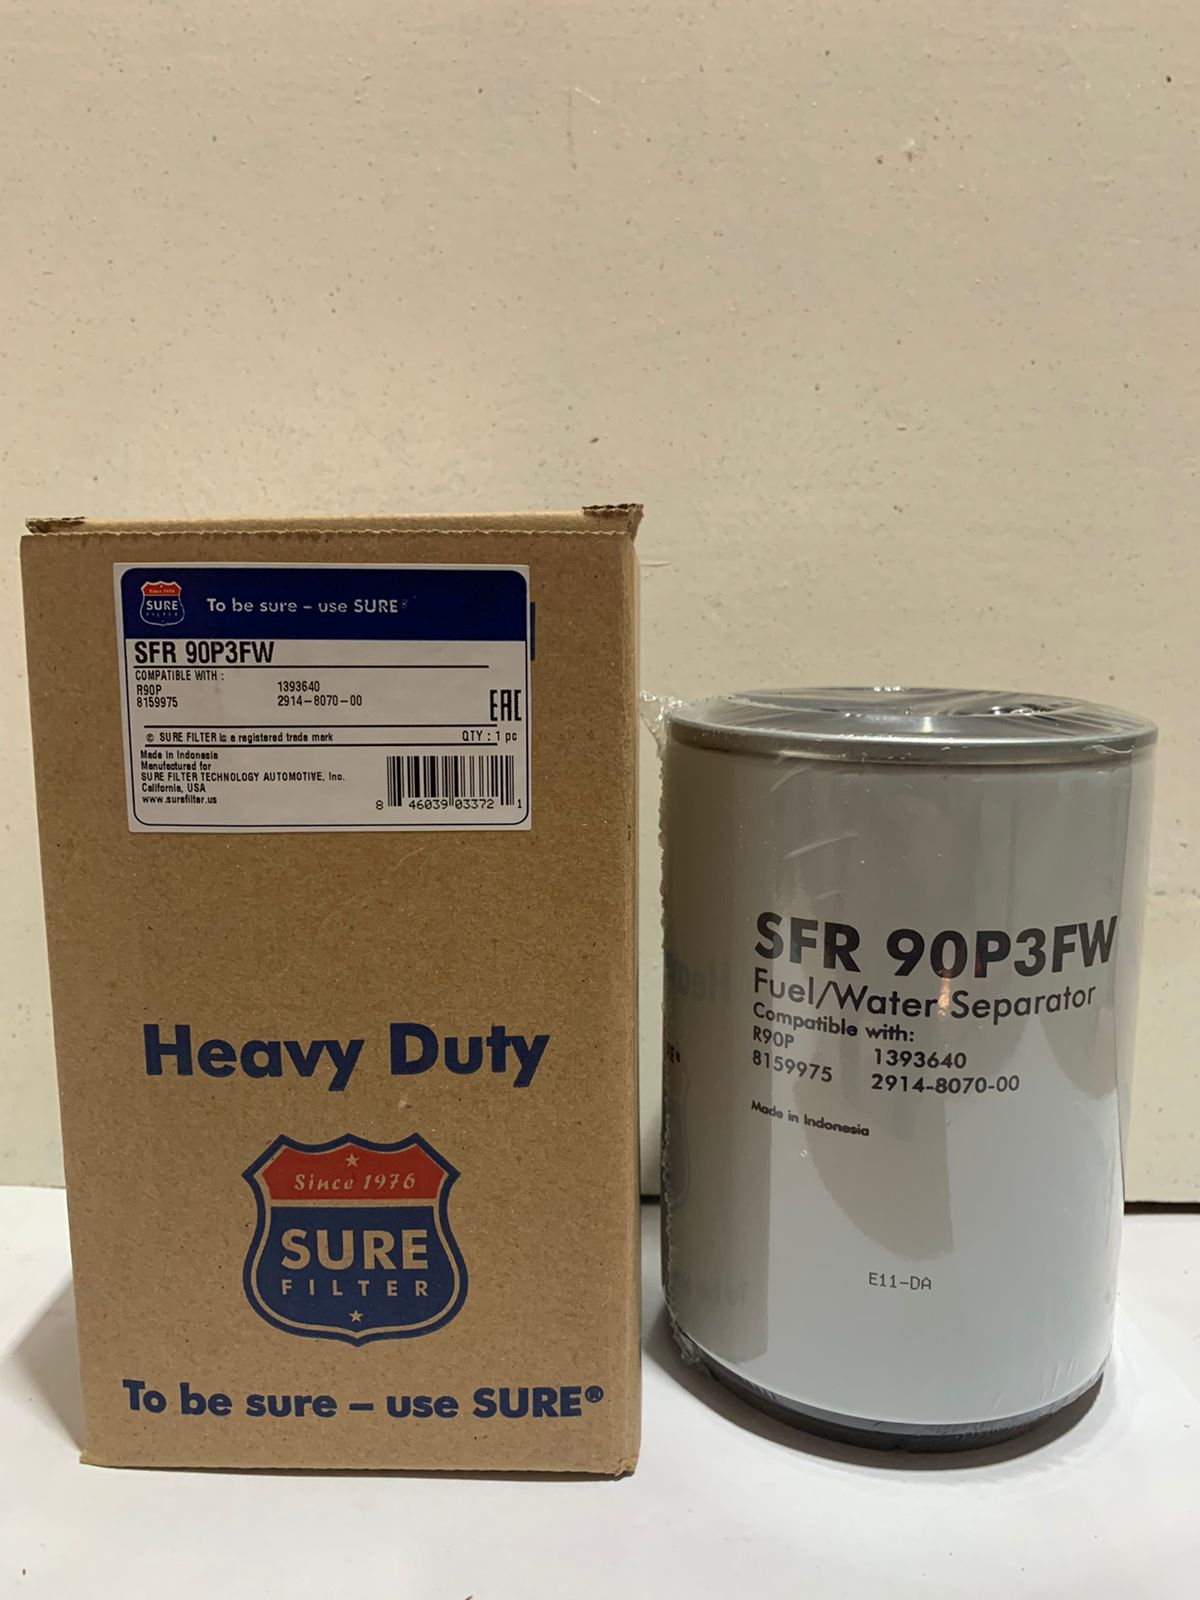 Since 1976
SURE
FILTER
To be sure – use SURE®
SFR 90P3FW
COMPATIBLE WITH :
R90P 1393640
8159975 2914-8070-00
EAC
© SURE FILTER is a registered trade mark QTY : 1 pc
Made in Indonesia
Manufactured for
SURE FILTER TECHNOLOGY AUTOMOTIVE, Inc.
California, USA
www.surefilter.us
8 46039 03372 1
Heavy Duty
Since 1976
SURE
FILTER
To be sure – use SURE®
SFR 90P3FW
Fuel/Water Separator
Compatible with:
R90P 1393640
8159975 2914-8070-00
Made in Indonesia
E11-DA